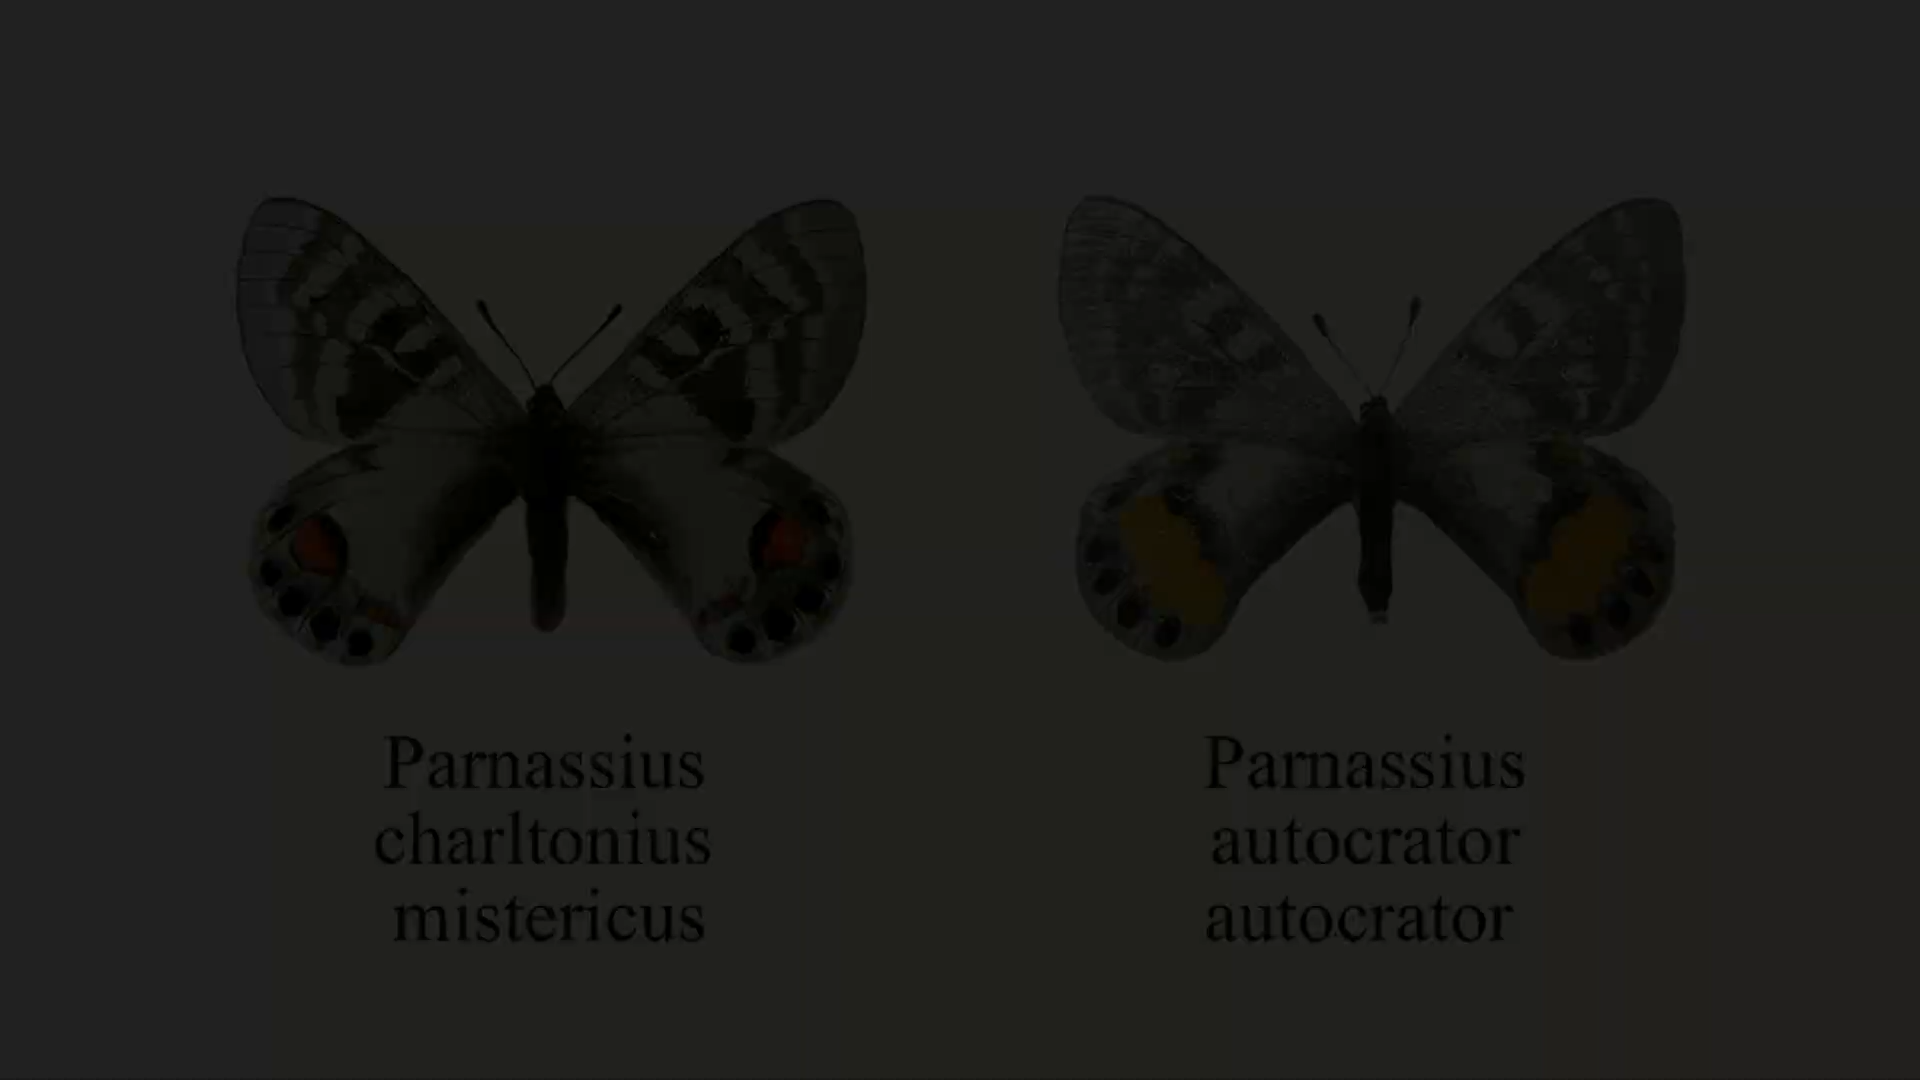 Parnassius
charltonius
mistericus
Parnassius
autocrator
autocrator